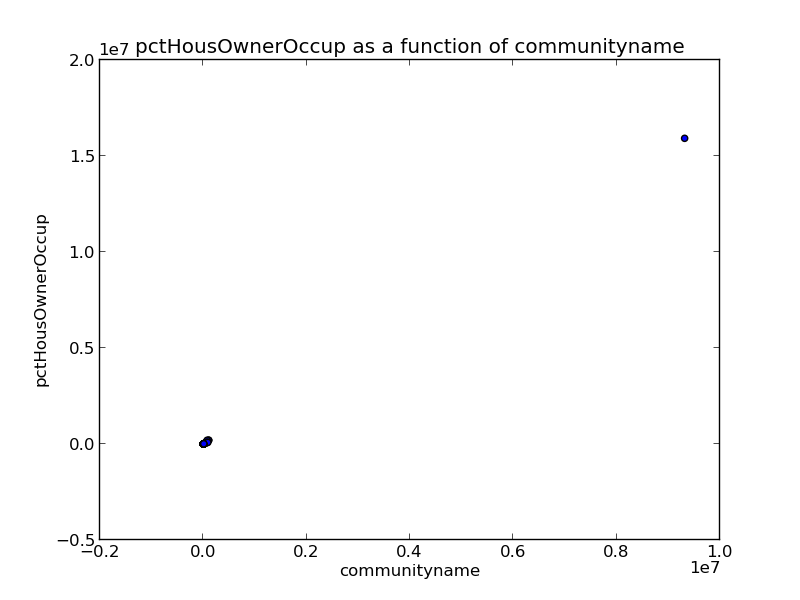 1e7 pctHousOwnerOccup as a function of communityname
2.0
1.5
1.0
0.5
0.0
−0.5
pctHousOwnerOccup
−0.2 0.0 0.2 0.4 0.6 0.8 1.0
1e7
communityname